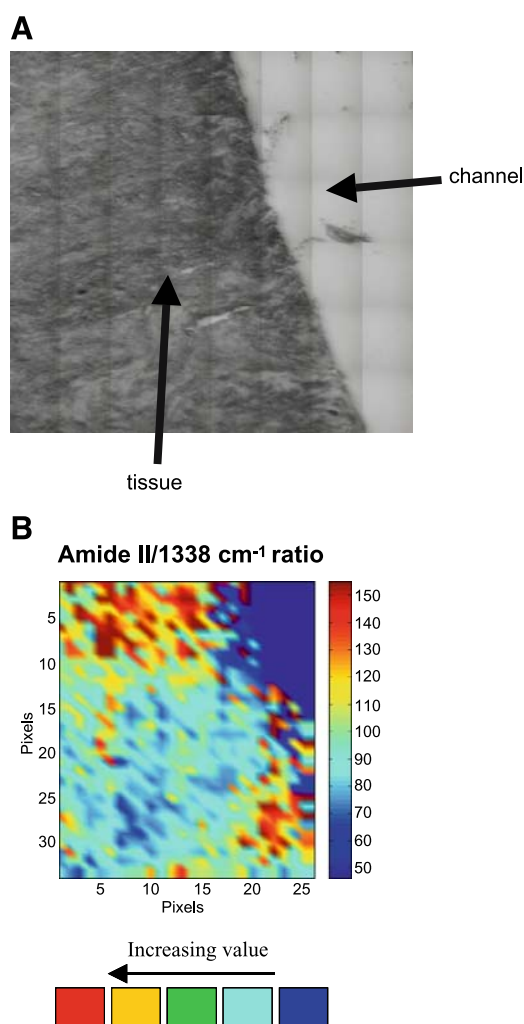 A
channel
tissue
B
Amide II/1338 cm-1 ratio
5
10
15
20
25
30
Pixels
5 10 15 20 25
Pixels
150
140
130
120
110
100
90
80
70
60
50
Increasing value